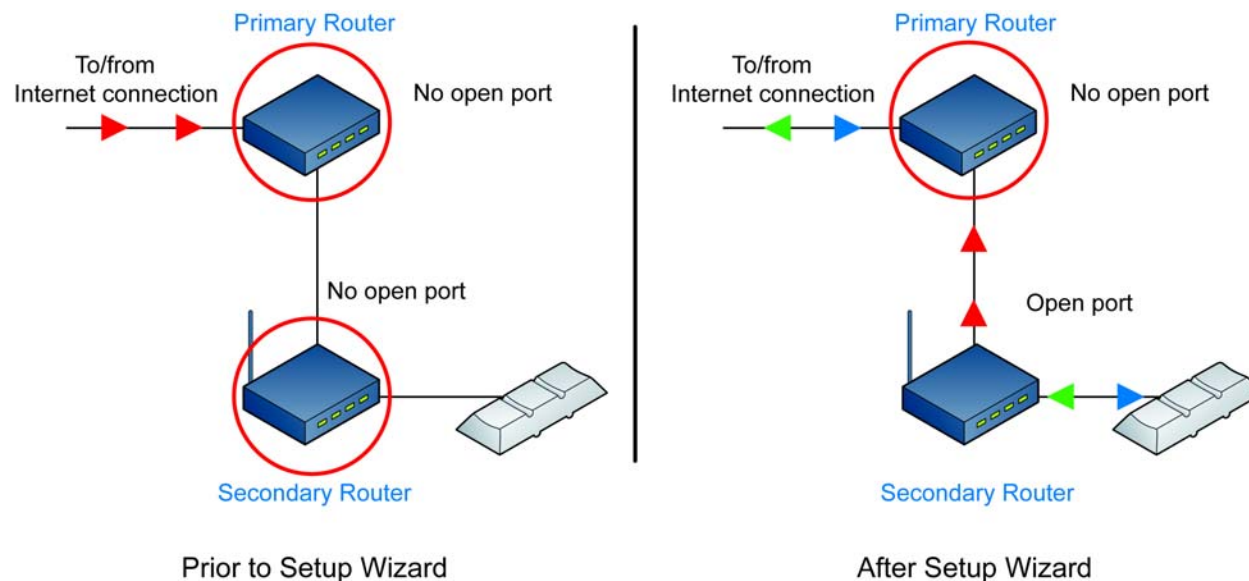 Primary Router
To/from
Internet connection
No open port
No open port
Secondary Router
Prior to Setup Wizard
Primary Router
To/from
Internet connection
No open port
Open port
Secondary Router
After Setup Wizard